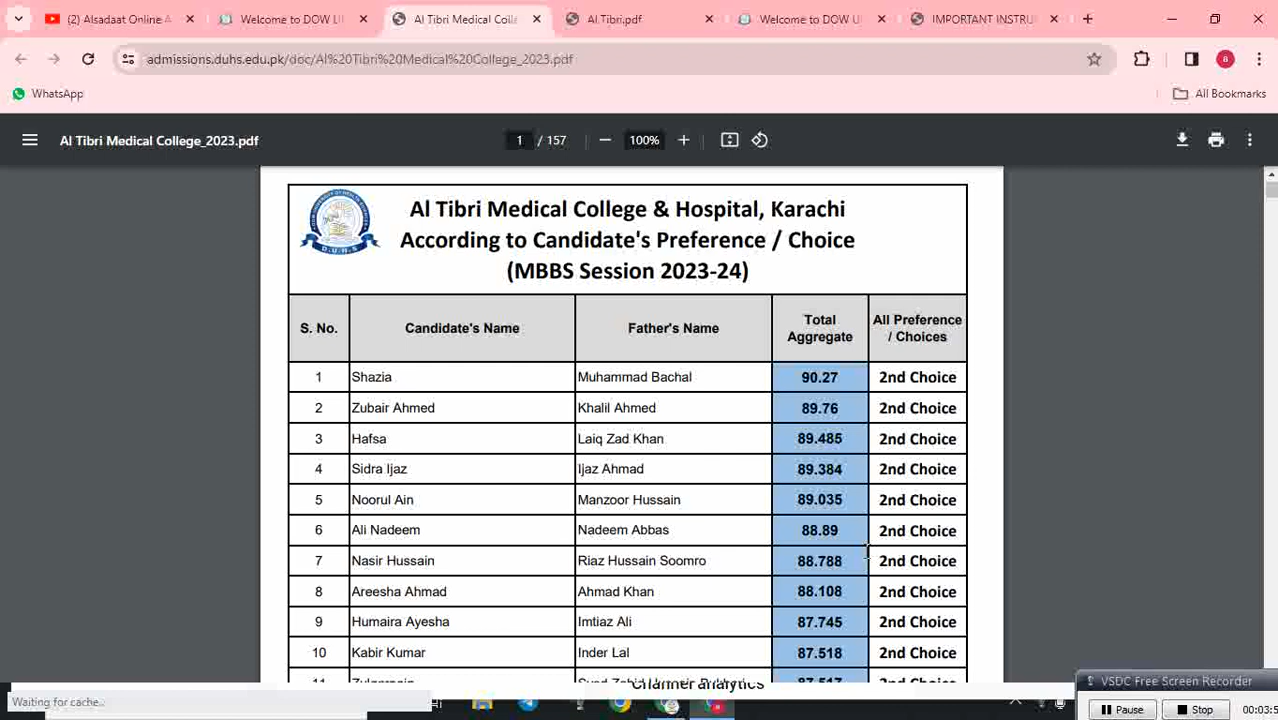 (2) Alsadaat Online A
Welcome to DOW UI
Al Tibri Medical Colle
Al Tibri.pdf
Welcome to DOW U
IMPORTANT INSTRU
admissions.duhs.edu.pk/doc/Al%20Tibri%20Medical%20College_2023.pdf
a
WhatsApp
All Bookmarks
Al Tibri Medical College_2023.pdf
1 / 157
100%
Al Tibri Medical College & Hospital, Karachi
According to Candidate's Preference / Choice
(MBBS Session 2023-24)
D.U.H.S
S. No. Candidate's Name Father's Name Total Aggregate All Preference / Choices
1 Shazia Muhammad Bachal 90.27 2nd Choice
2 Zubair Ahmed Khalil Ahmed 89.76 2nd Choice
3 Hafsa Laiq Zad Khan 89.485 2nd Choice
4 Sidra Ijaz Ijaz Ahmad 89.384 2nd Choice
5 Noorul Ain Manzoor Hussain 89.035 2nd Choice
6 Ali Nadeem Nadeem Abbas 88.89 2nd Choice
7 Nasir Hussain Riaz Hussain Soomro 88.788 2nd Choice
8 Areesha Ahmad Ahmad Khan 88.108 2nd Choice
9 Humaira Ayesha Imtiaz Ali 87.745 2nd Choice
10 Kabir Kumar Inder Lal 87.518 2nd Choice
Channel analytics
VSDC Free Screen Recorder
Waiting for cache...
Pause
Stop
00:03:5